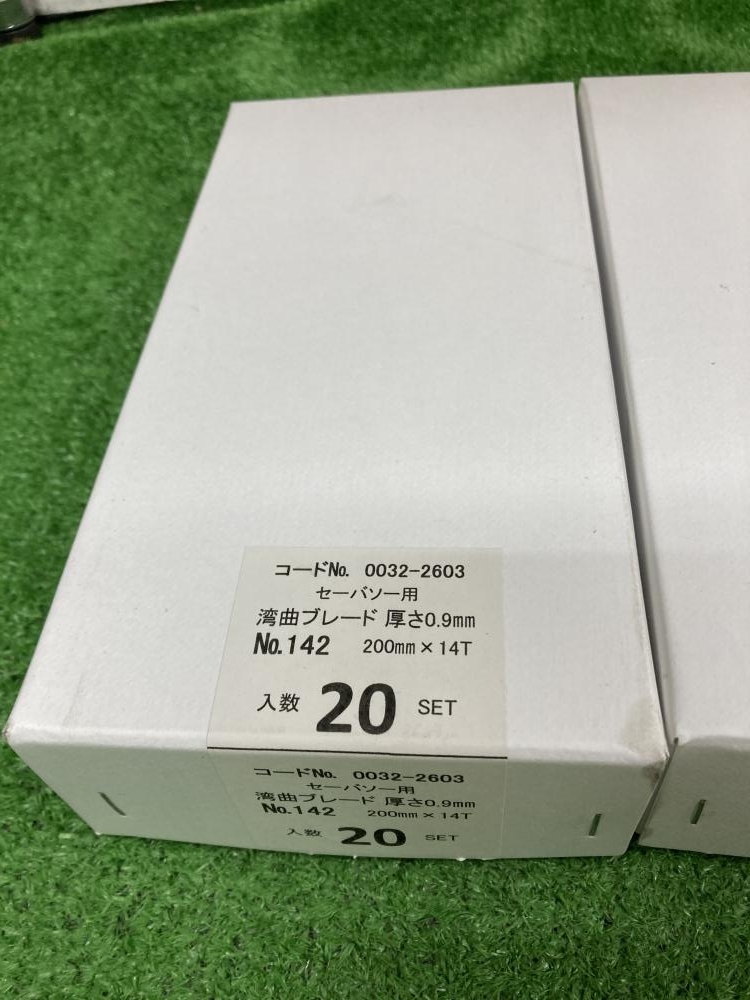 コードNo. 0032-2603
セーバソー用
湾曲ブレード 厚さ0.9mm
No.142 200mm×14T
入数 20 SET
コードNo. 0032-2603
セーバソー用
湾曲ブレード 厚さ0.9mm
No.142 200mm×14T
入数 20 SET